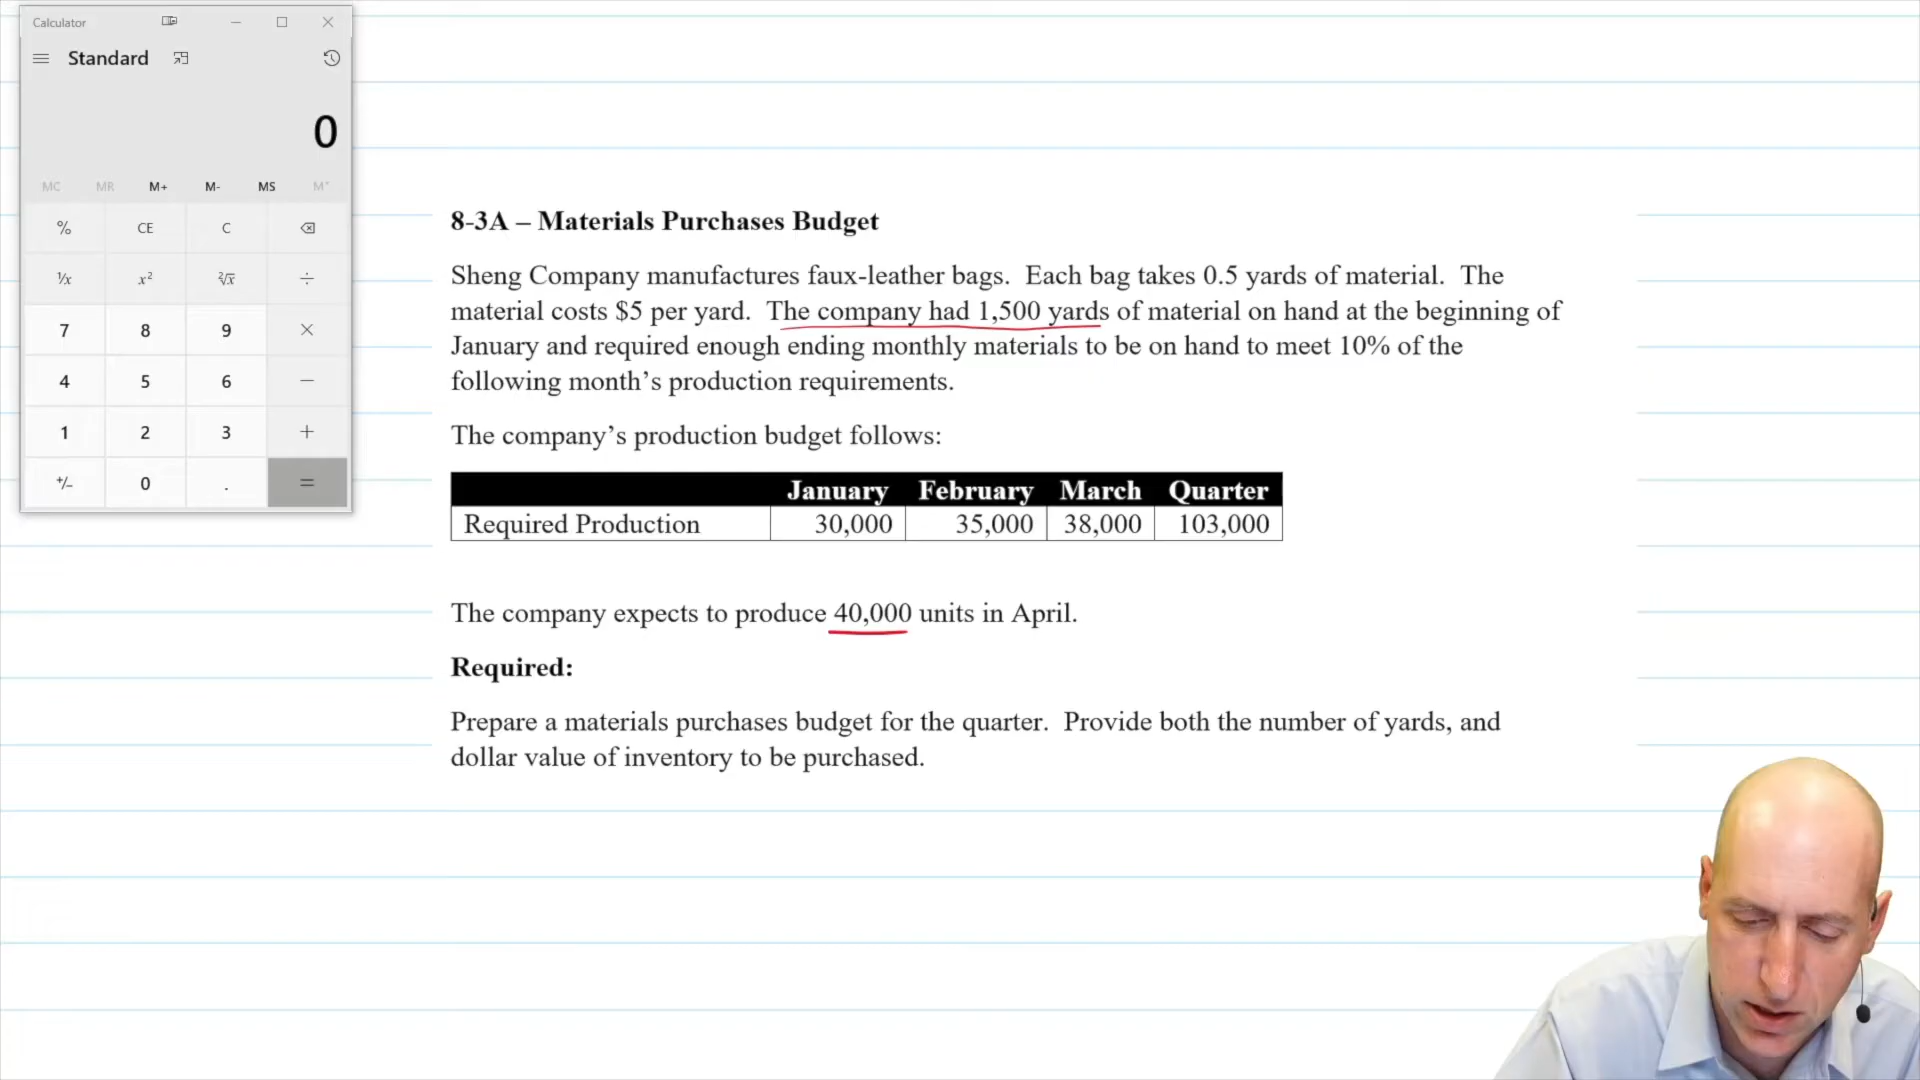 Calculator
Standard
0
MC MR M+ M- MS M˅
% CE C
⅟x x² ²√x ÷
7 8 9 ×
4 5 6 −
1 2 3 +
+/− 0 . =
8-3A – Materials Purchases Budget
Sheng Company manufactures faux-leather bags. Each bag takes 0.5 yards of material. The
material costs $5 per yard. The company had 1,500 yards of material on hand at the beginning of
January and required enough ending monthly materials to be on hand to meet 10% of the
following month’s production requirements.
The company’s production budget follows:
January February March Quarter
Required Production 30,000 35,000 38,000 103,000
The company expects to produce 40,000 units in April.
Required:
Prepare a materials purchases budget for the quarter. Provide both the number of yards, and
dollar value of inventory to be purchased.